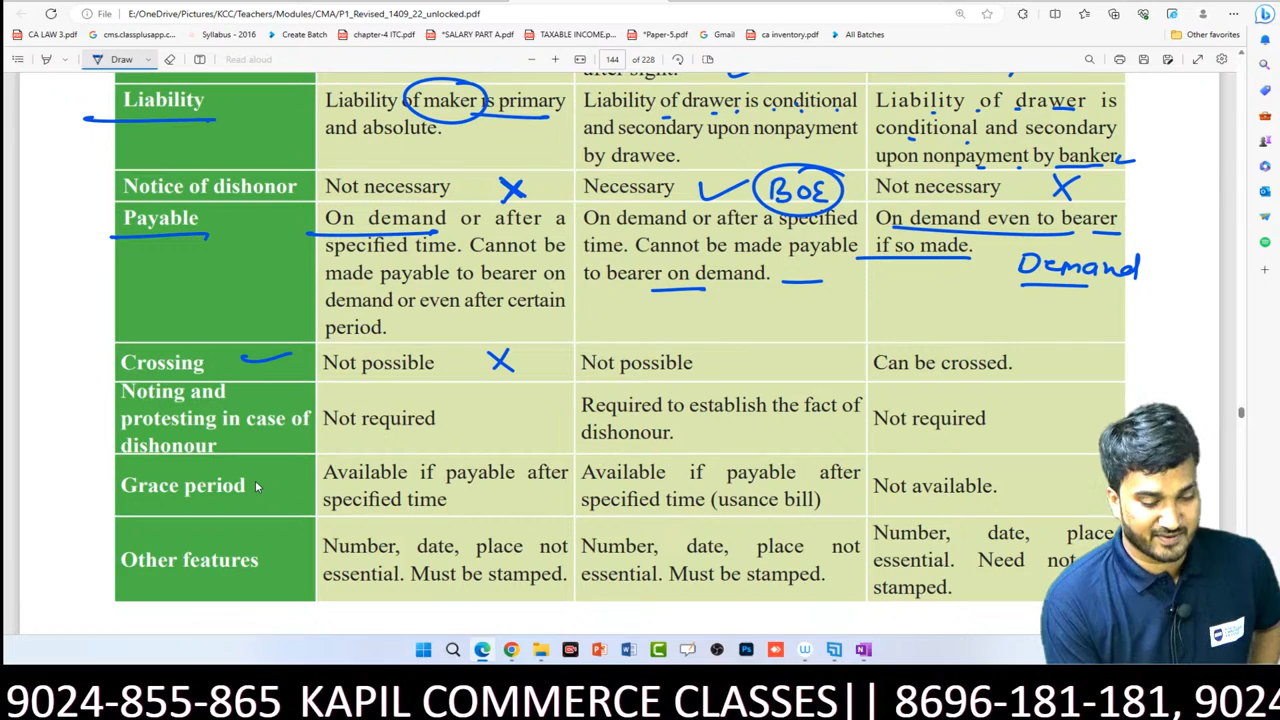 File
E:/OneDrive/Pictures/KCC/Teachers/Modules/CMA/P1_Revised_1409_22_unlocked.pdf
CA LAW 3.pdf
cms.classplusapp.c...
Syllabus - 2016
Create Batch
chapter-4 ITC.pdf
*SALARY PART A.pdf
TAXABLE INCOME.p...
*Paper-5.pdf
Gmail
ca inventory.pdf
All Batches
Other favorites
Draw
Read aloud
144
of 228
after sight.
Liability
Liability of maker is primary
and absolute.
Liability of drawer is conditional
and secondary upon nonpayment
by drawee.
Liability of drawer is
conditional and secondary
upon nonpayment by banker
Notice of dishonor
Not necessary
Necessary
BOE
Not necessary
Payable
On demand or after a
specified time. Cannot be
made payable to bearer on
demand or even after certain
period.
On demand or after a specified
time. Cannot be made payable
to bearer on demand.
On demand even to bearer
if so made.
Demand
Crossing
Not possible
Not possible
Can be crossed.
Noting and
protesting in case of
dishonour
Not required
Required to establish the fact of
dishonour.
Not required
Grace period
Available if payable after
specified time
Available if payable after
specified time (usance bill)
Not available.
Other features
Number, date, place not
essential. Must be stamped.
Number, date, place not
essential. Must be stamped.
Number, date, place
essential. Need not
stamped.
9024-855-865 KAPIL COMMERCE CLASSES|| 8696-181-181, 9024